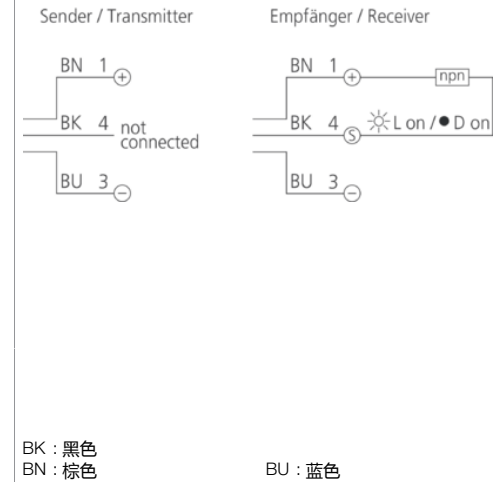 Sender / Transmitter
Empfänger / Receiver
BN 1 +
BK 4 not connected
BU 3 −
BN 1 + npn
BK 4 S L on / ● D on
BU 3 −
BK : 黑色
BN : 棕色
BU : 蓝色